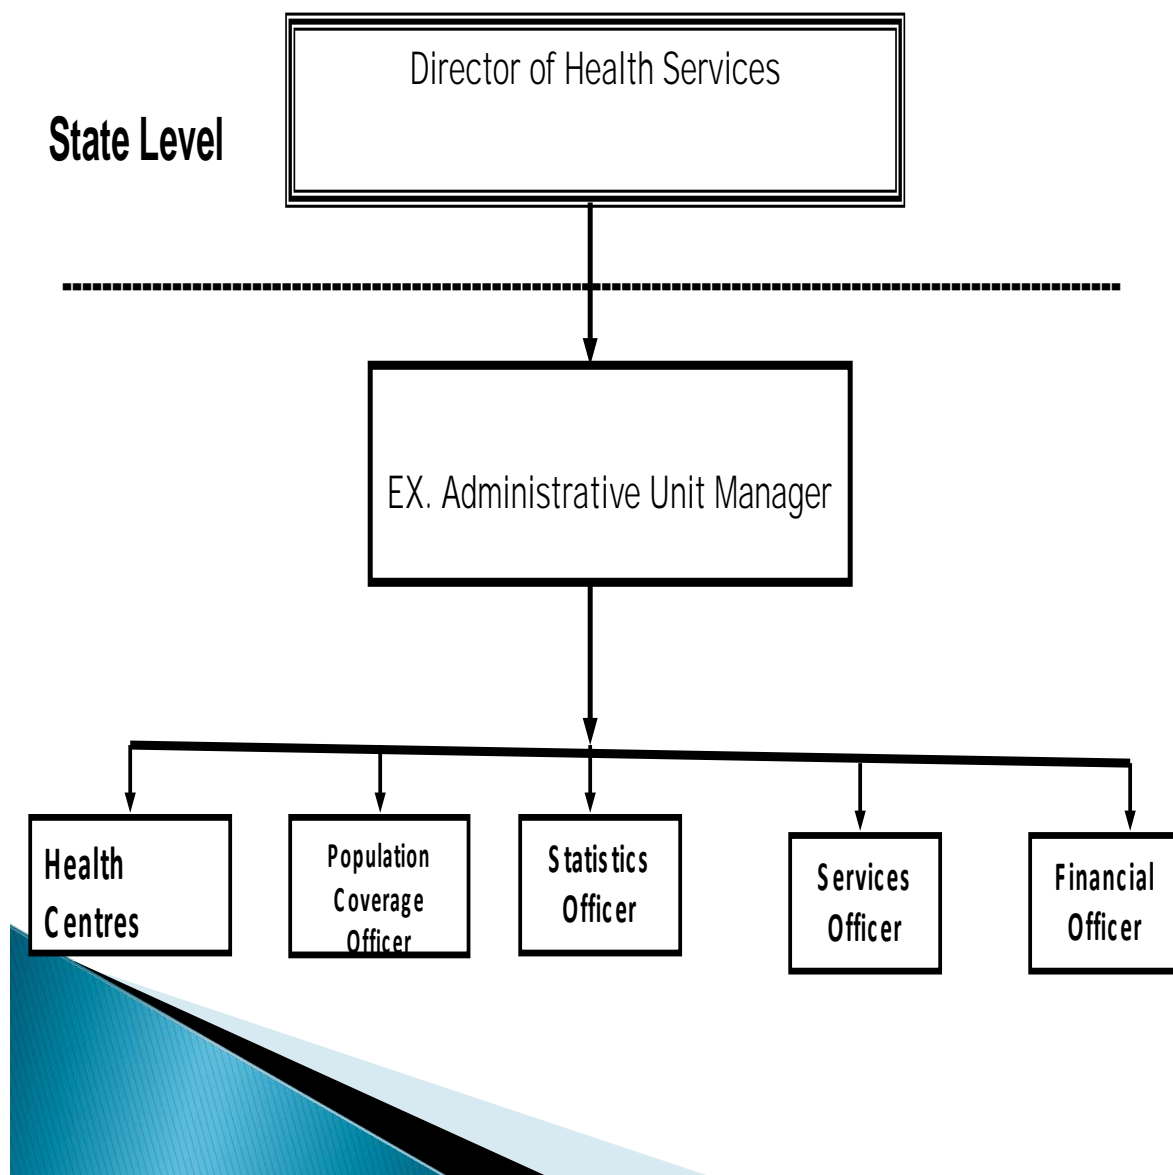 Director of Health Services
State Level
EX. Administrative Unit Manager
Health
Centres
Population
Coverage
Officer
Statistics
Officer
Services
Officer
Financial
Officer